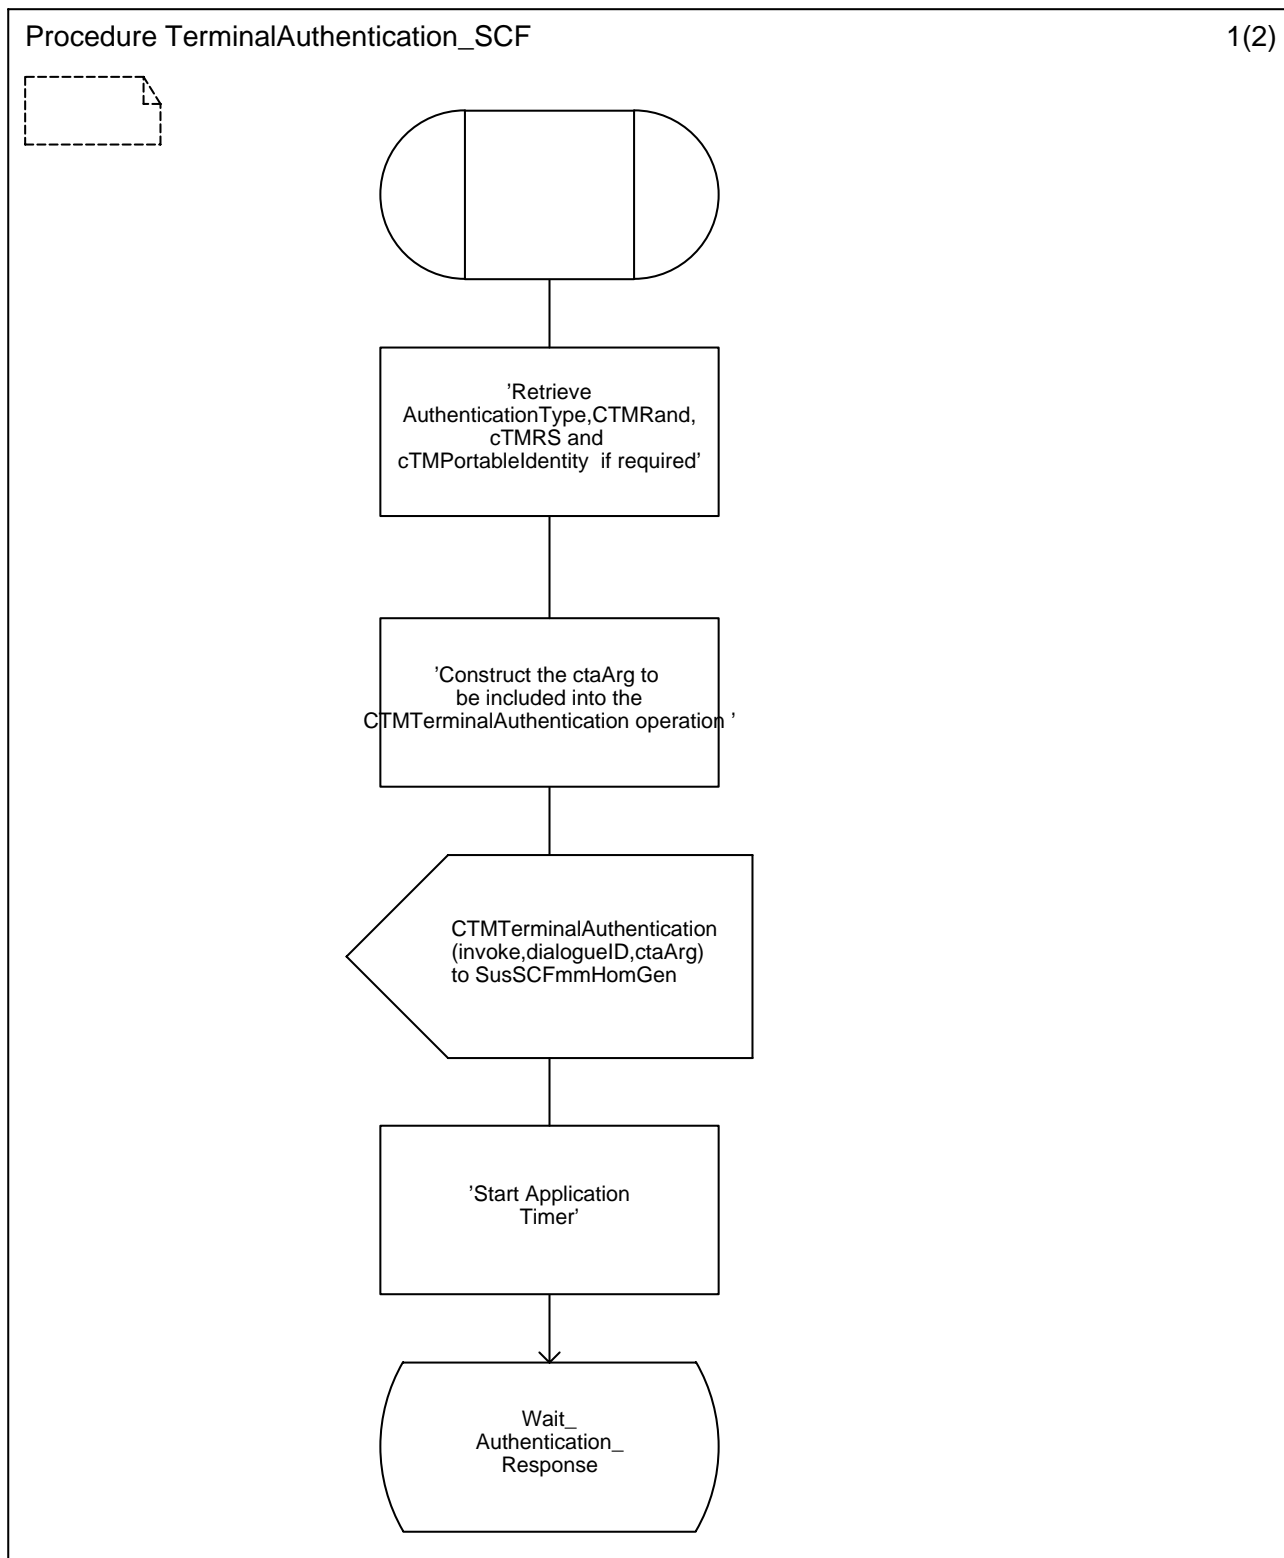 Procedure TerminalAuthentication_SCF
1(2)
’Retrieve
AuthenticationType,CTMRand,
cTMRS and
cTMPortableIdentity  if required’
’Construct the ctaArg to
be included into the
CTMTerminalAuthentication operation ’
CTMTerminalAuthentication
(invoke,dialogueID,ctaArg)
to SusSCFmmHomGen
’Start Application
Timer’
Wait_
Authentication_
Response